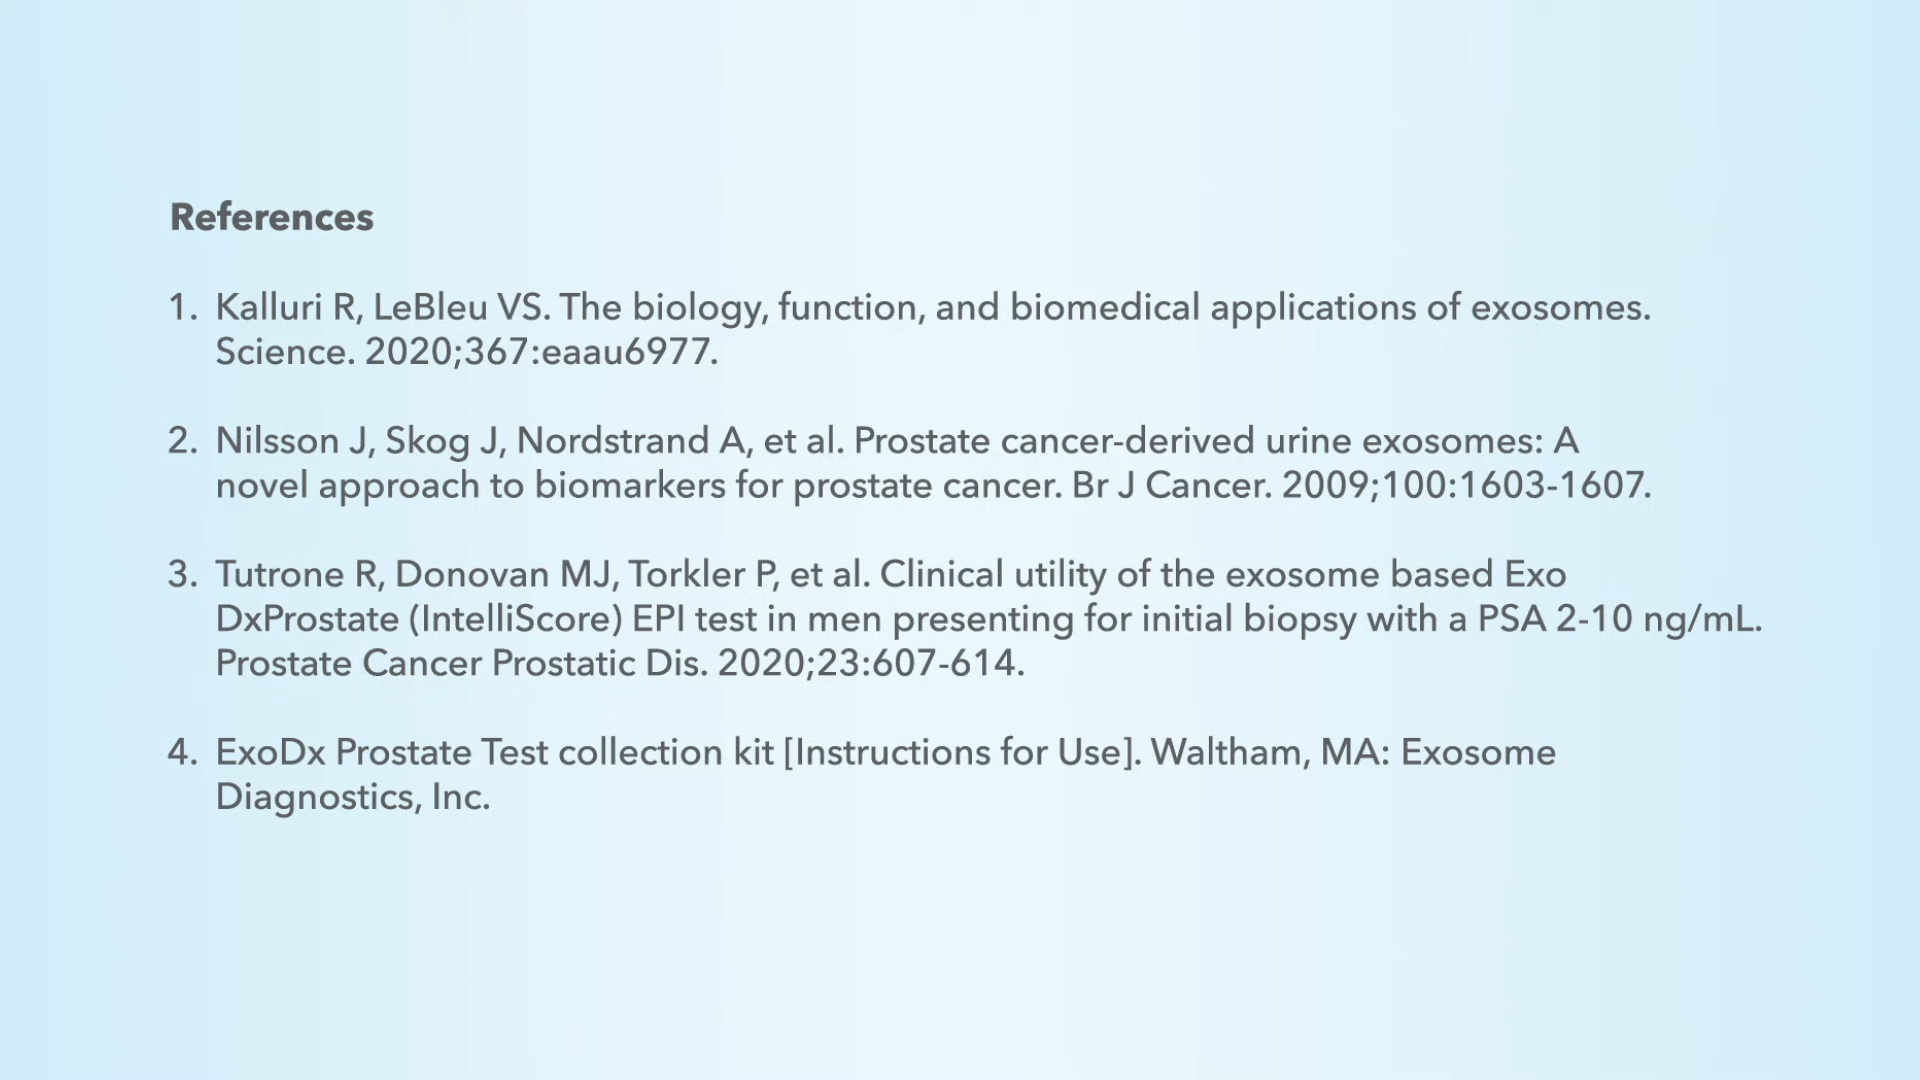 References
1. Kalluri R, LeBleu VS. The biology, function, and biomedical applications of exosomes.
Science. 2020;367:eaau6977.
2. Nilsson J, Skog J, Nordstrand A, et al. Prostate cancer-derived urine exosomes: A
novel approach to biomarkers for prostate cancer. Br J Cancer. 2009;100:1603-1607.
3. Tutrone R, Donovan MJ, Torkler P, et al. Clinical utility of the exosome based Exo
DxProstate (IntelliScore) EPI test in men presenting for initial biopsy with a PSA 2-10 ng/mL.
Prostate Cancer Prostatic Dis. 2020;23:607-614.
4. ExoDx Prostate Test collection kit [Instructions for Use]. Waltham, MA: Exosome
Diagnostics, Inc.